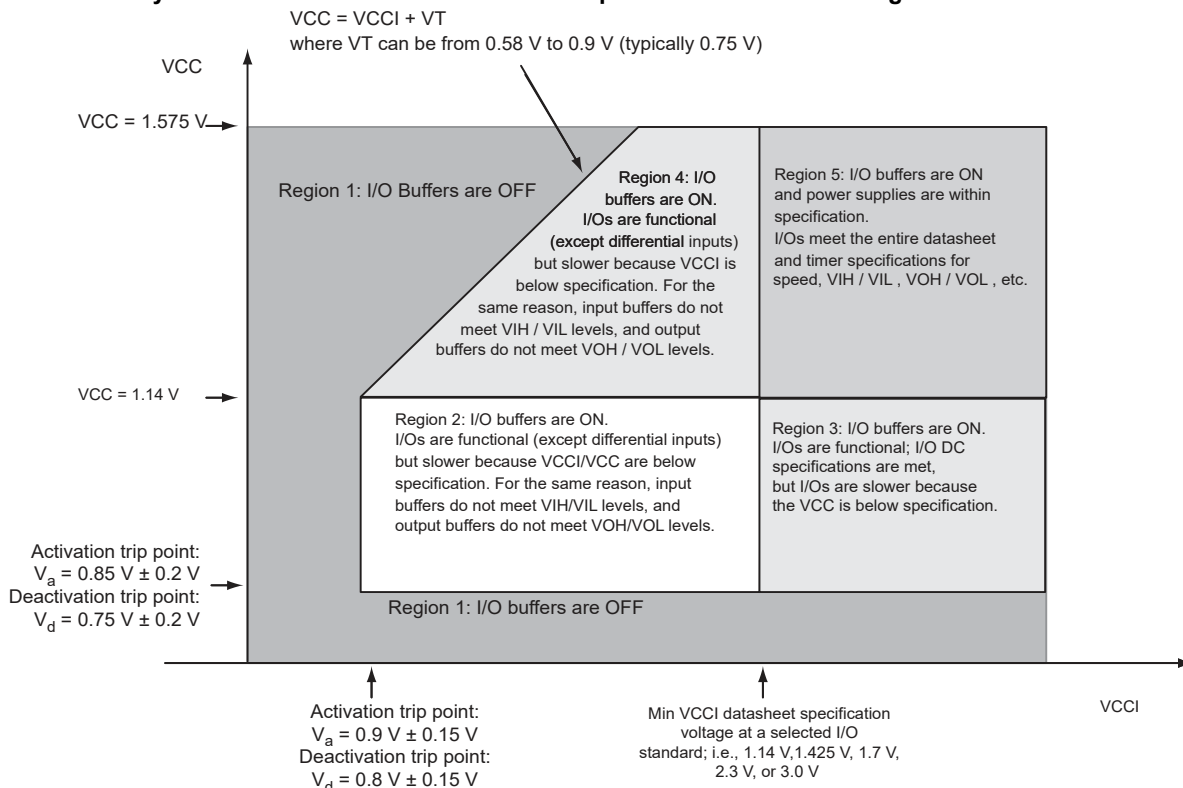 VCC = VCCI + VT
where VT can be from 0.58 V to 0.9 V (typically 0.75 V)
VCC
VCC = 1.575 V
Region 1: I/O Buffers are OFF
Region 4: I/O
buffers are ON.
I/Os are functional
(except differential inputs)
but slower because VCCI is
below specification. For the
same reason, input buffers do not
meet VIH / VIL levels, and output
buffers do not meet VOH / VOL levels.
Region 5: I/O buffers are ON
and power supplies are within
specification.
I/Os meet the entire datasheet
and timer specifications for
speed, VIH / VIL , VOH / VOL , etc.
VCC = 1.14 V
Region 2: I/O buffers are ON.
I/Os are functional (except differential inputs)
but slower because VCCI/VCC are below
specification. For the same reason, input
buffers do not meet VIH/VIL levels, and
output buffers do not meet VOH/VOL levels.
Region 3: I/O buffers are ON.
I/Os are functional; I/O DC
specifications are met,
but I/Os are slower because
the VCC is below specification.
Activation trip point:
Va = 0.85 V ± 0.2 V
Deactivation trip point:
Vd = 0.75 V ± 0.2 V
Region 1: I/O buffers are OFF
Activation trip point:
Va = 0.9 V ± 0.15 V
Deactivation trip point:
Vd = 0.8 V ± 0.15 V
Min VCCI datasheet specification
voltage at a selected I/O
standard; i.e., 1.14 V,1.425 V, 1.7 V,
2.3 V, or 3.0 V
VCCI